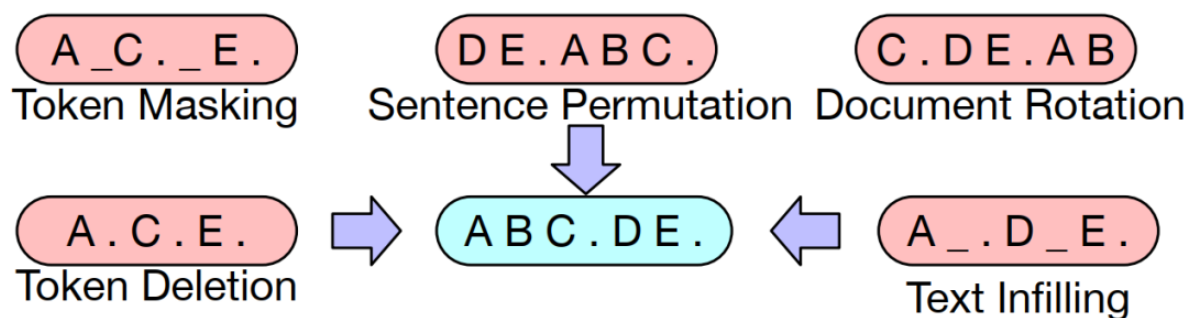 A _ C . _ E .
D E . A B C .
C . D E . A B
Token Masking
Sentence Permutation
Document Rotation
A . C . E .
A B C . D E .
A _ . D _ E .
Token Deletion
Text Infilling